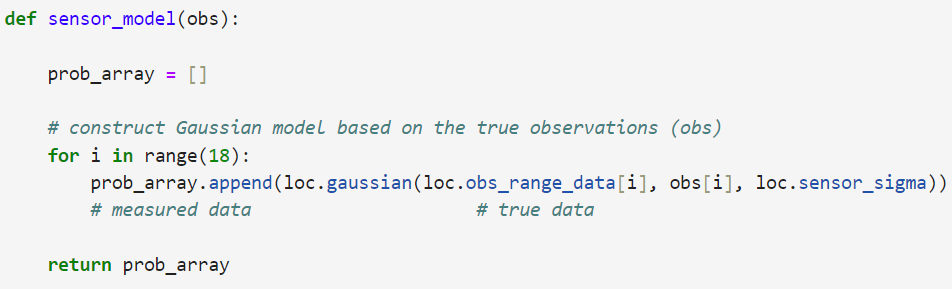 def sensor_model(obs):
    prob_array = []
    # construct Gaussian model based on the true observations (obs)
    for i in range(18):
        prob_array.append(loc.gaussian(loc.obs_range_data[i], obs[i], loc.sensor_sigma))
        # measured data                     # true data
    return prob_array